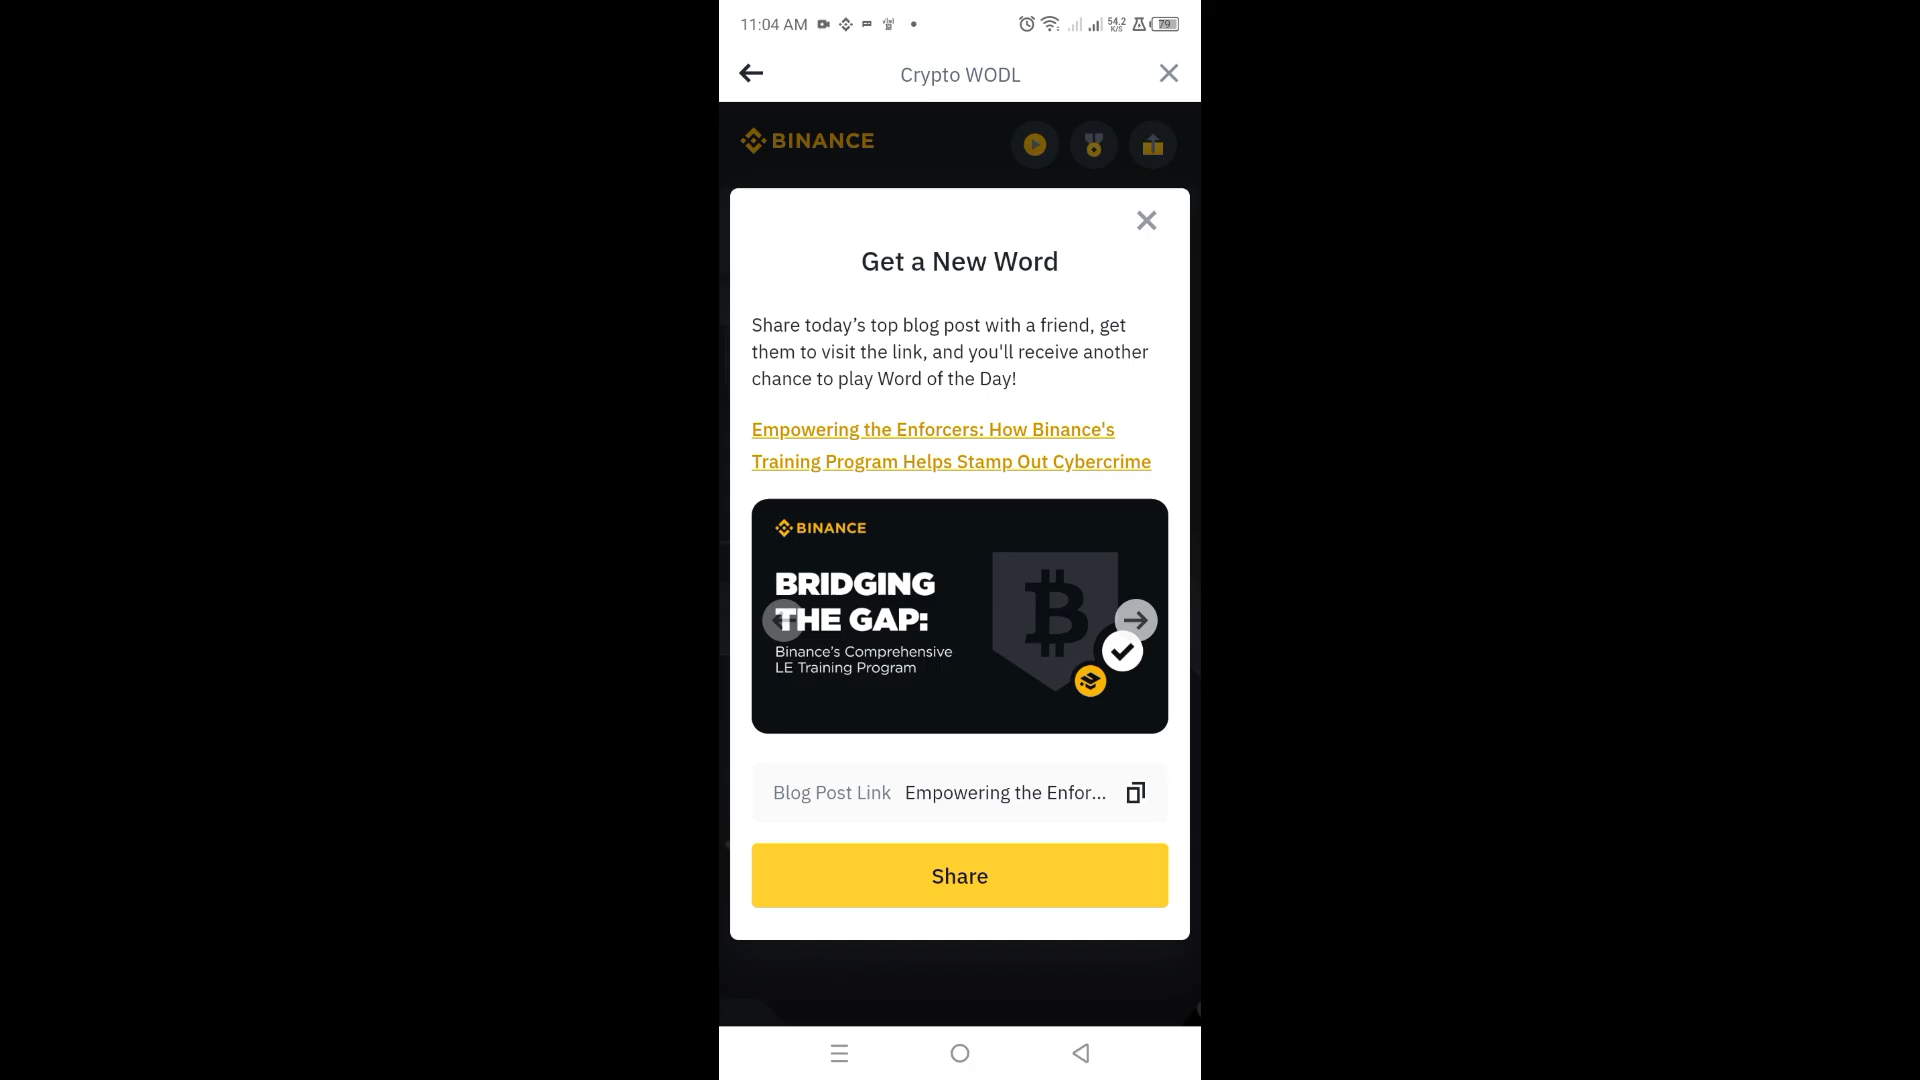 11:04 AM
54.2
K/S
79
Crypto WODL
BINANCE
Get a New Word
Share today’s top blog post with a friend, get
them to visit the link, and you'll receive another
chance to play Word of the Day!
Empowering the Enforcers: How Binance's
Training Program Helps Stamp Out Cybercrime
BINANCE
BRIDGING
THE GAP:
Binance’s Comprehensive
LE Training Program
Blog Post Link Empowering the Enfor...
Share